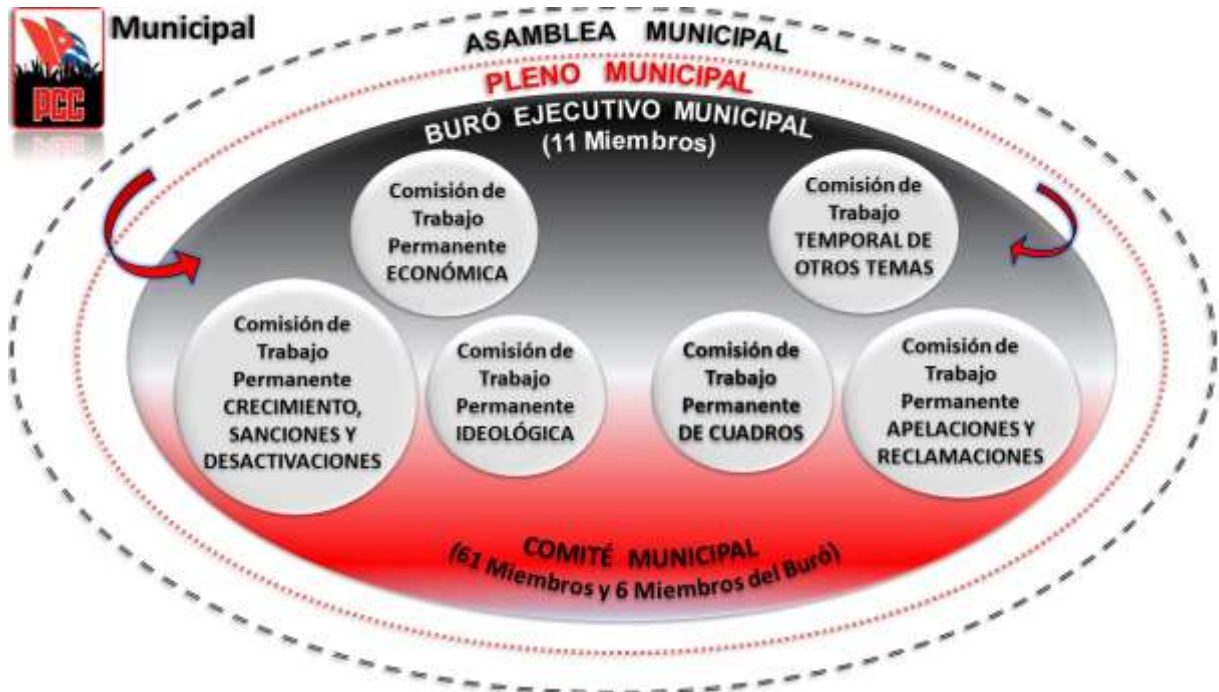 PCC
Municipal
ASAMBLEA MUNICIPAL
PLENO MUNICIPAL
BURÓ EJECUTIVO MUNICIPAL
(11 Miembros)
Comisión de
Trabajo
Permanente
ECONÓMICA
Comisión de
Trabajo
TEMPORAL DE
OTROS TEMAS
Comisión de
Trabajo
Permanente
CRECIMIENTO,
SANCIONES Y
DESACTIVACIONES
Comisión de
Trabajo
Permanente
IDEOLÓGICA
Comisión de
Trabajo
Permanente
DE CUADROS
Comisión de
Trabajo
Permanente
APELACIONES Y
RECLAMACIONES
COMITÉ MUNICIPAL
(61 Miembros y 6 Miembros del Buró)